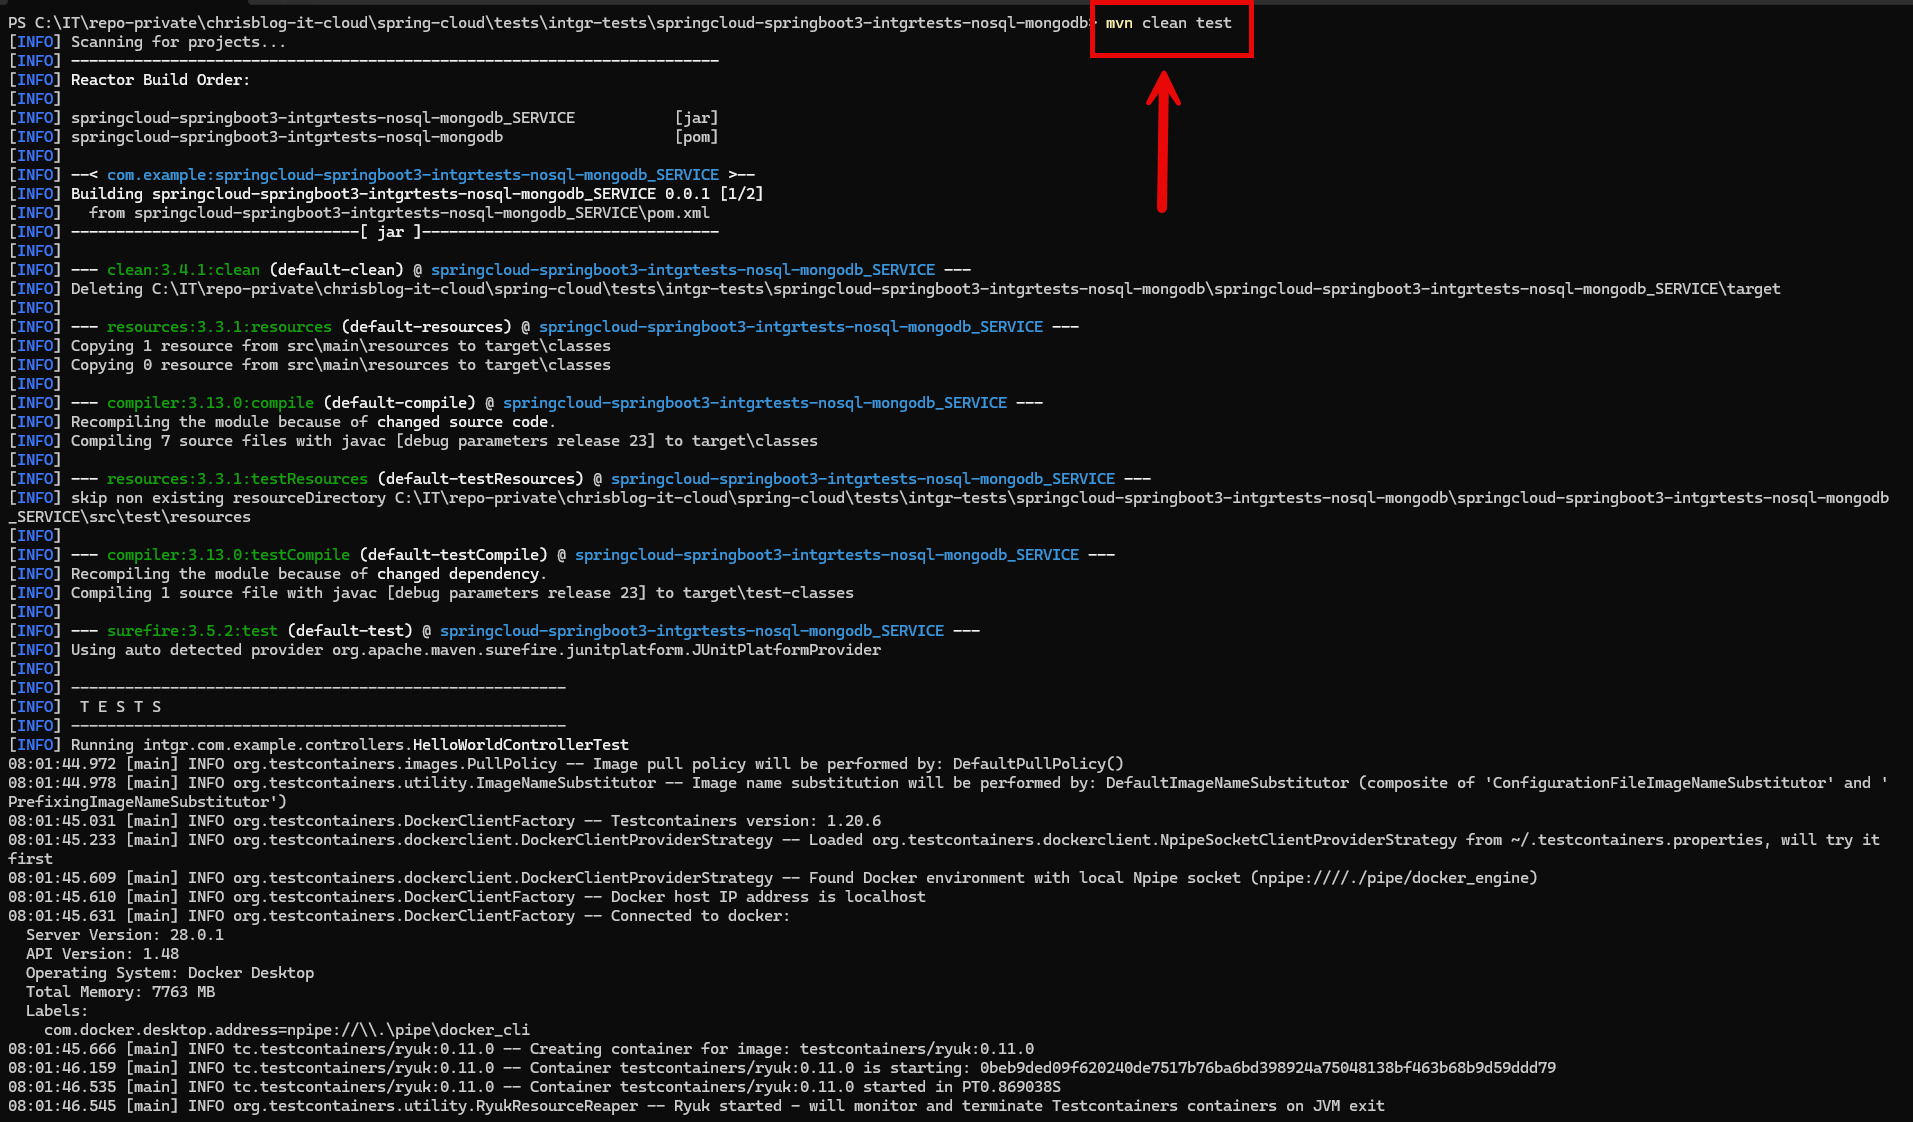 PS C:\IT\repo-private\chrisblog-it-cloud\spring-cloud\tests\intgr-tests\springcloud-springboot3-intgrtests-nosql-mongodb> mvn clean test
[INFO] Scanning for projects...
[INFO] ------------------------------------------------------------------------
[INFO] Reactor Build Order:
[INFO]
[INFO] springcloud-springboot3-intgrtests-nosql-mongodb_SERVICE           [jar]
[INFO] springcloud-springboot3-intgrtests-nosql-mongodb                   [pom]
[INFO]
[INFO] --< com.example:springcloud-springboot3-intgrtests-nosql-mongodb_SERVICE >--
[INFO] Building springcloud-springboot3-intgrtests-nosql-mongodb_SERVICE 0.0.1 [1/2]
[INFO]   from springcloud-springboot3-intgrtests-nosql-mongodb_SERVICE\pom.xml
[INFO] --------------------------------[ jar ]---------------------------------
[INFO]
[INFO] --- clean:3.4.1:clean (default-clean) @ springcloud-springboot3-intgrtests-nosql-mongodb_SERVICE ---
[INFO] Deleting C:\IT\repo-private\chrisblog-it-cloud\spring-cloud\tests\intgr-tests\springcloud-springboot3-intgrtests-nosql-mongodb\springcloud-springboot3-intgrtests-nosql-mongodb_SERVICE\target
[INFO]
[INFO] --- resources:3.3.1:resources (default-resources) @ springcloud-springboot3-intgrtests-nosql-mongodb_SERVICE ---
[INFO] Copying 1 resource from src\main\resources to target\classes
[INFO] Copying 0 resource from src\main\resources to target\classes
[INFO]
[INFO] --- compiler:3.13.0:compile (default-compile) @ springcloud-springboot3-intgrtests-nosql-mongodb_SERVICE ---
[INFO] Recompiling the module because of changed source code.
[INFO] Compiling 7 source files with javac [debug parameters release 23] to target\classes
[INFO]
[INFO] --- resources:3.3.1:testResources (default-testResources) @ springcloud-springboot3-intgrtests-nosql-mongodb_SERVICE ---
[INFO] skip non existing resourceDirectory C:\IT\repo-private\chrisblog-it-cloud\spring-cloud\tests\intgr-tests\springcloud-springboot3-intgrtests-nosql-mongodb\springcloud-springboot3-intgrtests-nosql-mongodb
_SERVICE\src\test\resources
[INFO]
[INFO] --- compiler:3.13.0:testCompile (default-testCompile) @ springcloud-springboot3-intgrtests-nosql-mongodb_SERVICE ---
[INFO] Recompiling the module because of changed dependency.
[INFO] Compiling 1 source file with javac [debug parameters release 23] to target\test-classes
[INFO]
[INFO] --- surefire:3.5.2:test (default-test) @ springcloud-springboot3-intgrtests-nosql-mongodb_SERVICE ---
[INFO] Using auto detected provider org.apache.maven.surefire.junitplatform.JUnitPlatformProvider
[INFO]
[INFO] -------------------------------------------------------
[INFO]  T E S T S
[INFO] -------------------------------------------------------
[INFO] Running intgr.com.example.controllers.HelloWorldControllerTest
08:01:44.972 [main] INFO org.testcontainers.images.PullPolicy -- Image pull policy will be performed by: DefaultPullPolicy()
08:01:44.978 [main] INFO org.testcontainers.utility.ImageNameSubstitutor -- Image name substitution will be performed by: DefaultImageNameSubstitutor (composite of 'ConfigurationFileImageNameSubstitutor' and '
PrefixingImageNameSubstitutor')
08:01:45.031 [main] INFO org.testcontainers.DockerClientFactory -- Testcontainers version: 1.20.6
08:01:45.233 [main] INFO org.testcontainers.dockerclient.DockerClientProviderStrategy -- Loaded org.testcontainers.dockerclient.NpipeSocketClientProviderStrategy from ~/.testcontainers.properties, will try it
first
08:01:45.609 [main] INFO org.testcontainers.dockerclient.DockerClientProviderStrategy -- Found Docker environment with local Npipe socket (npipe:////./pipe/docker_engine)
08:01:45.610 [main] INFO org.testcontainers.DockerClientFactory -- Docker host IP address is localhost
08:01:45.631 [main] INFO org.testcontainers.DockerClientFactory -- Connected to docker:
  Server Version: 28.0.1
  API Version: 1.48
  Operating System: Docker Desktop
  Total Memory: 7763 MB
  Labels:
    com.docker.desktop.address=npipe://\\.\pipe\docker_cli
08:01:45.666 [main] INFO tc.testcontainers/ryuk:0.11.0 -- Creating container for image: testcontainers/ryuk:0.11.0
08:01:46.159 [main] INFO tc.testcontainers/ryuk:0.11.0 -- Container testcontainers/ryuk:0.11.0 is starting: 0beb9ded09f620240de7517b76ba6bd398924a75048138bf463b68b9d59ddd79
08:01:46.535 [main] INFO tc.testcontainers/ryuk:0.11.0 -- Container testcontainers/ryuk:0.11.0 started in PT0.869038S
08:01:46.545 [main] INFO org.testcontainers.utility.RyukResourceReaper -- Ryuk started - will monitor and terminate Testcontainers containers on JVM exit